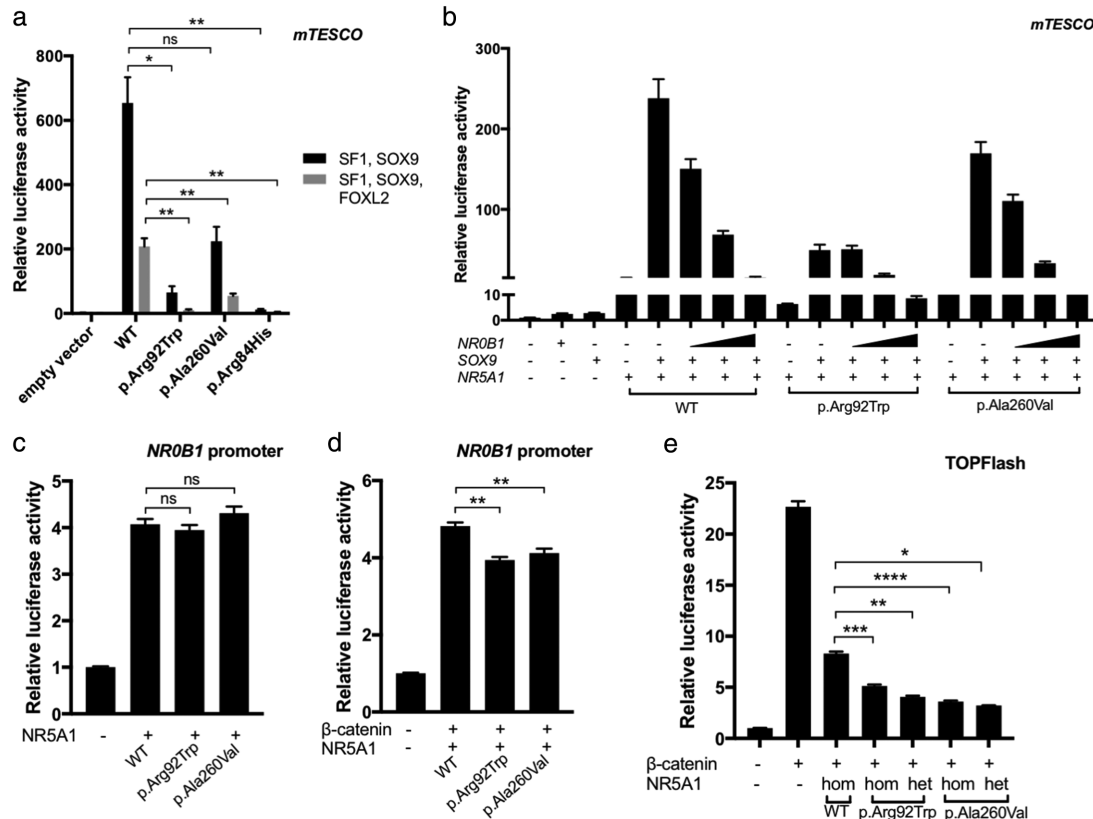 a
mTESCO
**
ns
*
**
**
**
Relative luciferase activity
800
600
400
200
0
SF1, SOX9
SF1, SOX9,
FOXL2
empty vector
WT
p.Arg92Trp
p.Ala260Val
p.Arg84His
b
mTESCO
Relative luciferase activity
300
200
100
10
0
NR0B1 - + -
SOX9 - - + - + + + + - + + + + - + + + +
NR5A1 - - - + + + + + + + + + + + + + + +
WT
p.Arg92Trp
p.Ala260Val
c
NR0B1 promoter
ns
ns
Relative luciferase activity
5
4
3
2
1
0
NR5A1 - + + +
WT
p.Arg92Trp
p.Ala260Val
d
NR0B1 promoter
**
**
Relative luciferase activity
6
4
2
0
β-catenin - + + +
NR5A1 - + + +
WT
p.Arg92Trp
p.Ala260Val
e
TOPFlash
*
****
**
***
Relative luciferase activity
25
20
15
10
5
0
β-catenin - + + + + + +
NR5A1 - - hom hom het hom het
WT p.Arg92Trp p.Ala260Val